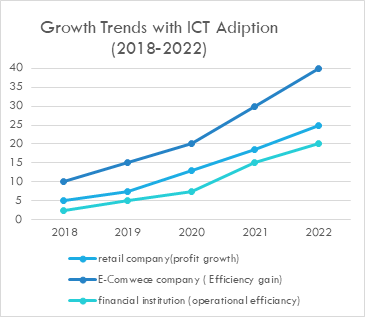 Growth Trends with ICT Adiption
(2018-2022)
40
35
30
25
20
15
10
5
0
2018 2019 2020 2021 2022
retail company(profit growth)
E-Comwece company ( Efficiency gain)
financial institution (operational efficiancy)